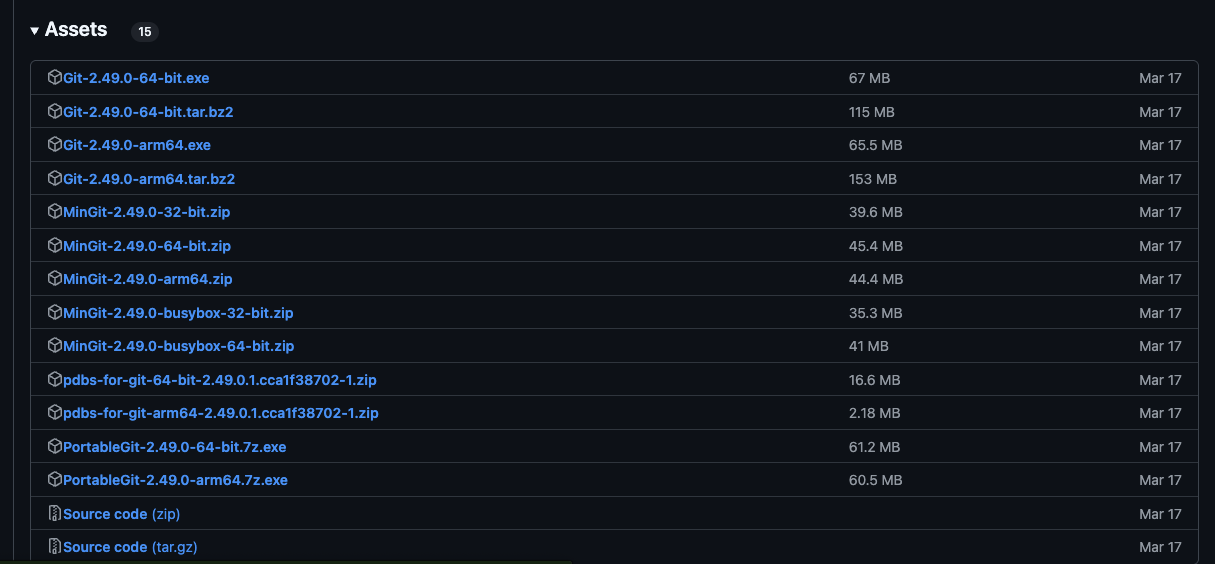 Assets 15
Git-2.49.0-64-bit.exe 67 MB Mar 17
Git-2.49.0-64-bit.tar.bz2 115 MB Mar 17
Git-2.49.0-arm64.exe 65.5 MB Mar 17
Git-2.49.0-arm64.tar.bz2 153 MB Mar 17
MinGit-2.49.0-32-bit.zip 39.6 MB Mar 17
MinGit-2.49.0-64-bit.zip 45.4 MB Mar 17
MinGit-2.49.0-arm64.zip 44.4 MB Mar 17
MinGit-2.49.0-busybox-32-bit.zip 35.3 MB Mar 17
MinGit-2.49.0-busybox-64-bit.zip 41 MB Mar 17
pdbs-for-git-64-bit-2.49.0.1.cca1f38702-1.zip 16.6 MB Mar 17
pdbs-for-git-arm64-2.49.0.1.cca1f38702-1.zip 2.18 MB Mar 17
PortableGit-2.49.0-64-bit.7z.exe 61.2 MB Mar 17
PortableGit-2.49.0-arm64.7z.exe 60.5 MB Mar 17
Source code (zip) Mar 17
Source code (tar.gz) Mar 17